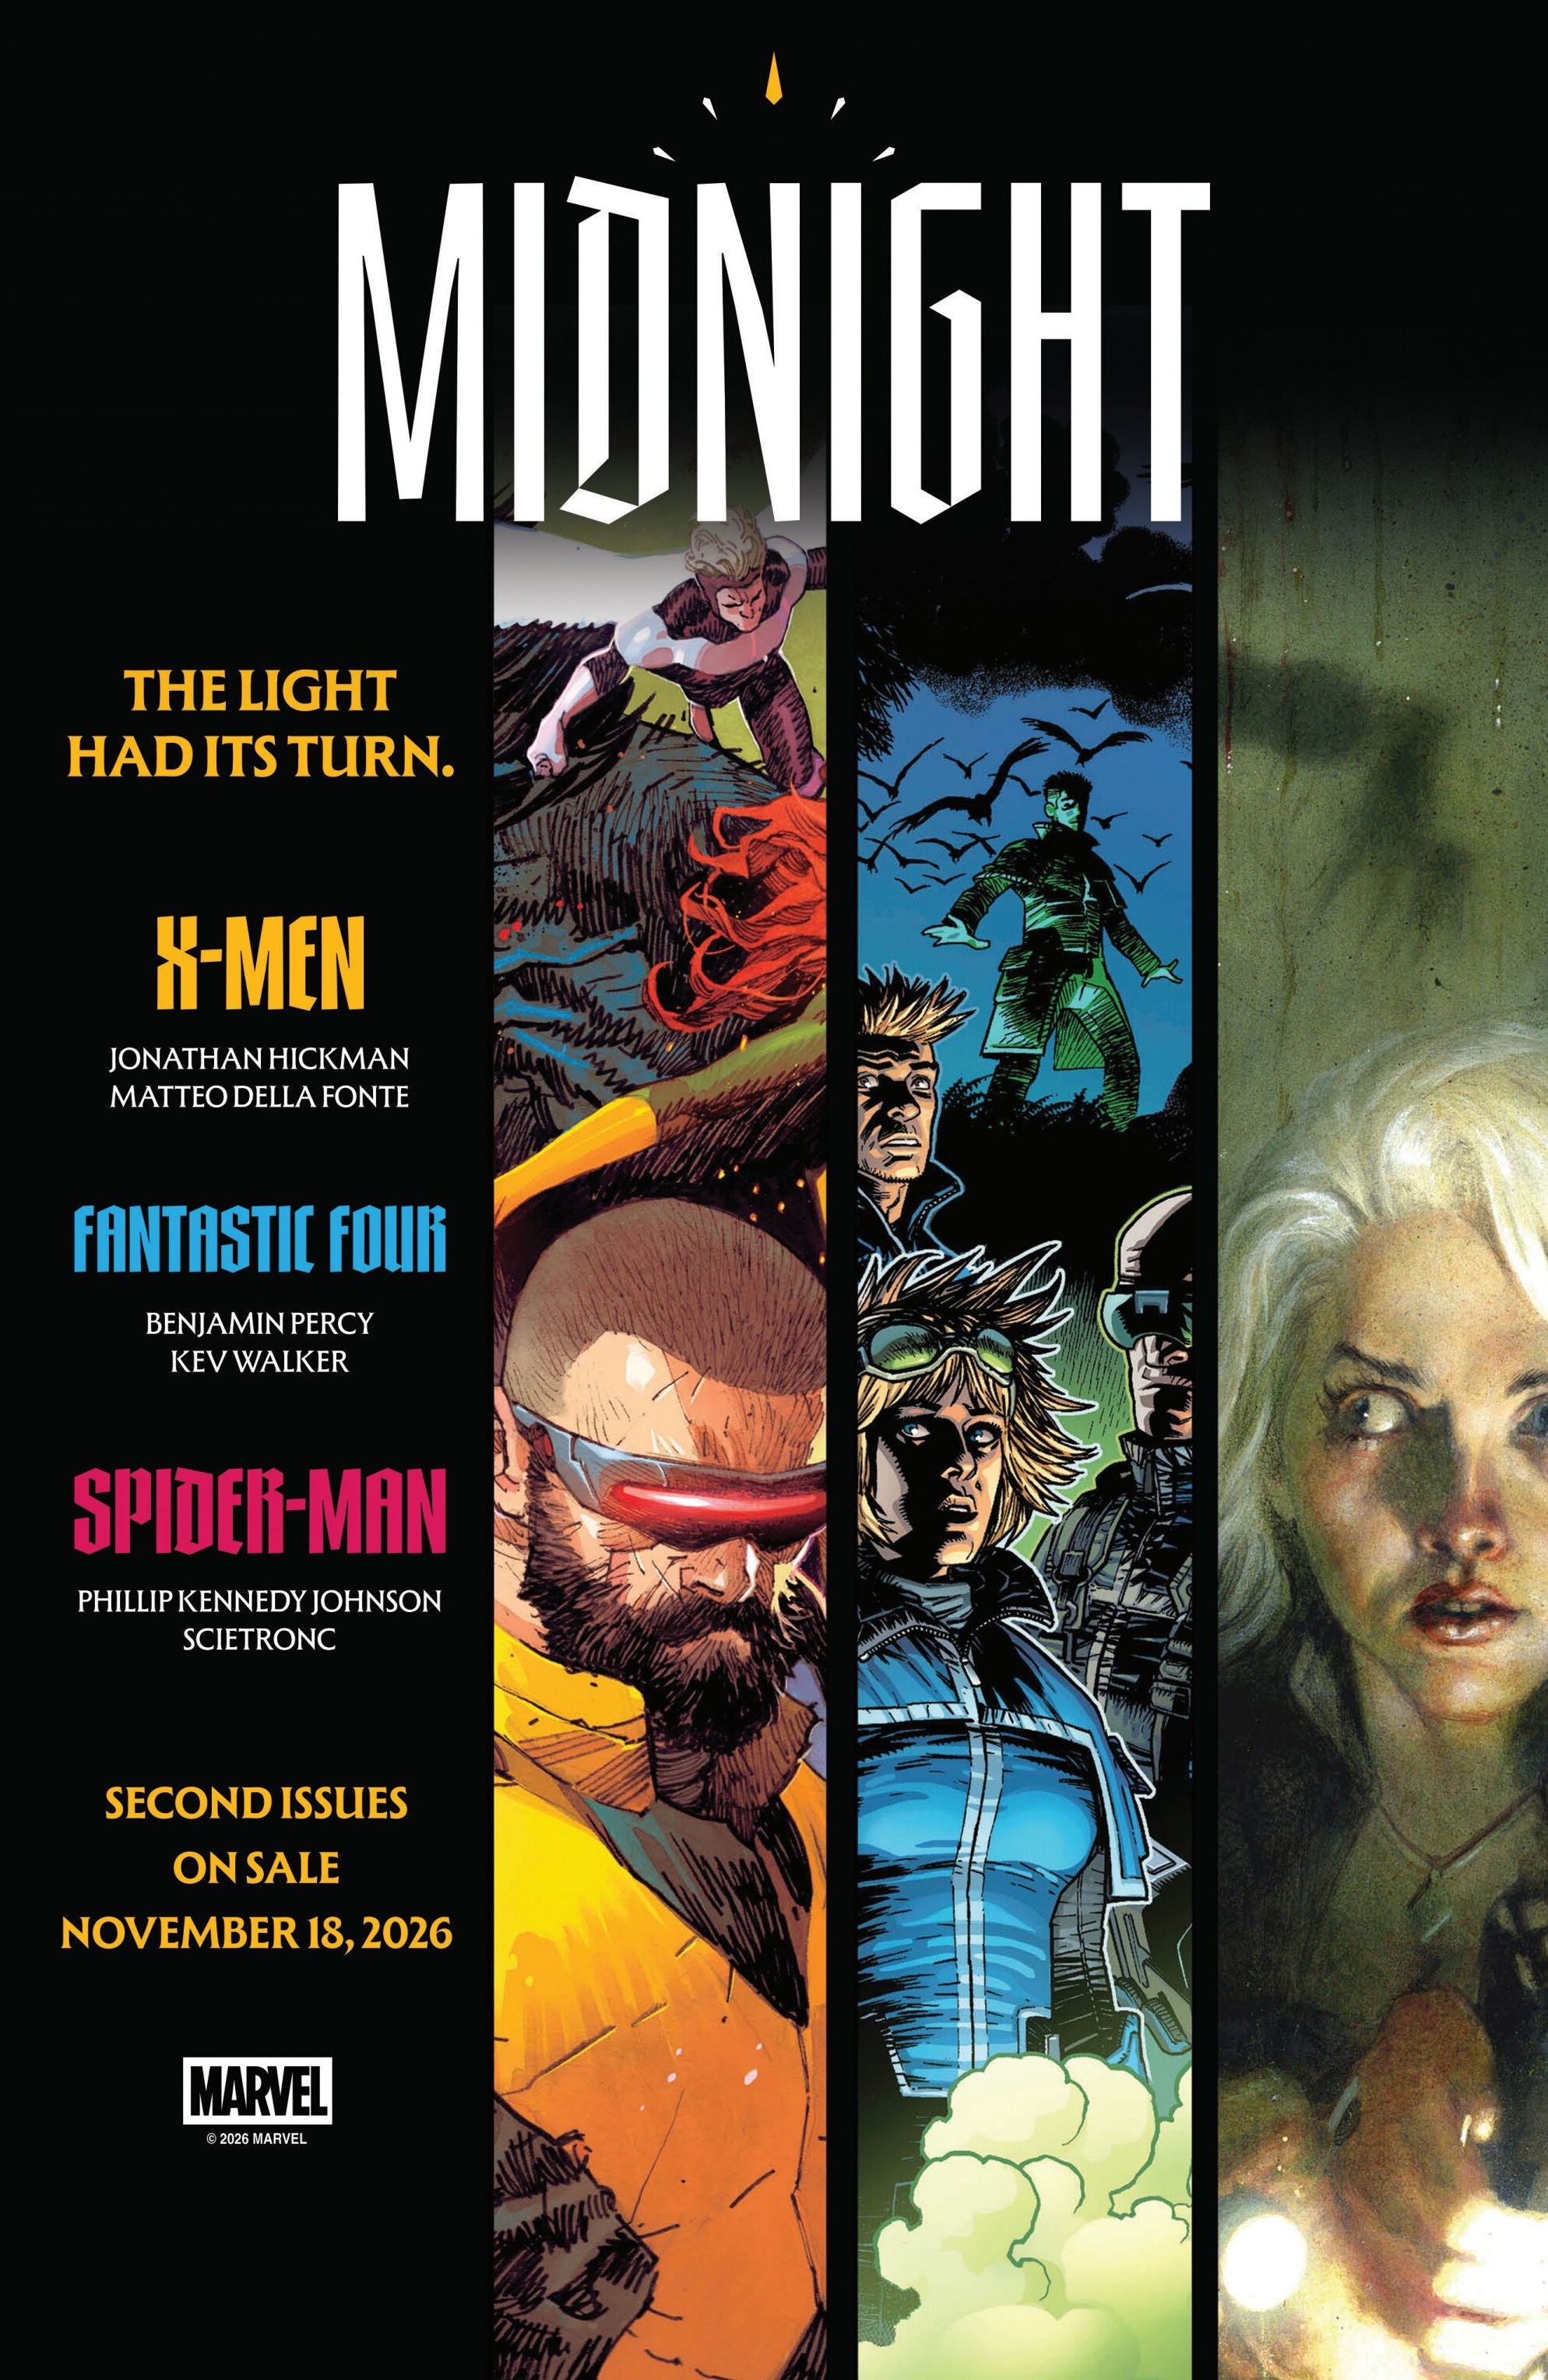 MIDNIGHT
THE LIGHT
HAD ITS TURN.
X-MEN
JONATHAN HICKMAN
MATTEO DELLA FONTE
FANTASTIC FOUR
BENJAMIN PERCY
KEV WALKER
SPIDER-MAN
PHILLIP KENNEDY JOHNSON
SCIETRONC
SECOND ISSUES
ON SALE
NOVEMBER 18, 2026
MARVEL
© 2026 MARVEL